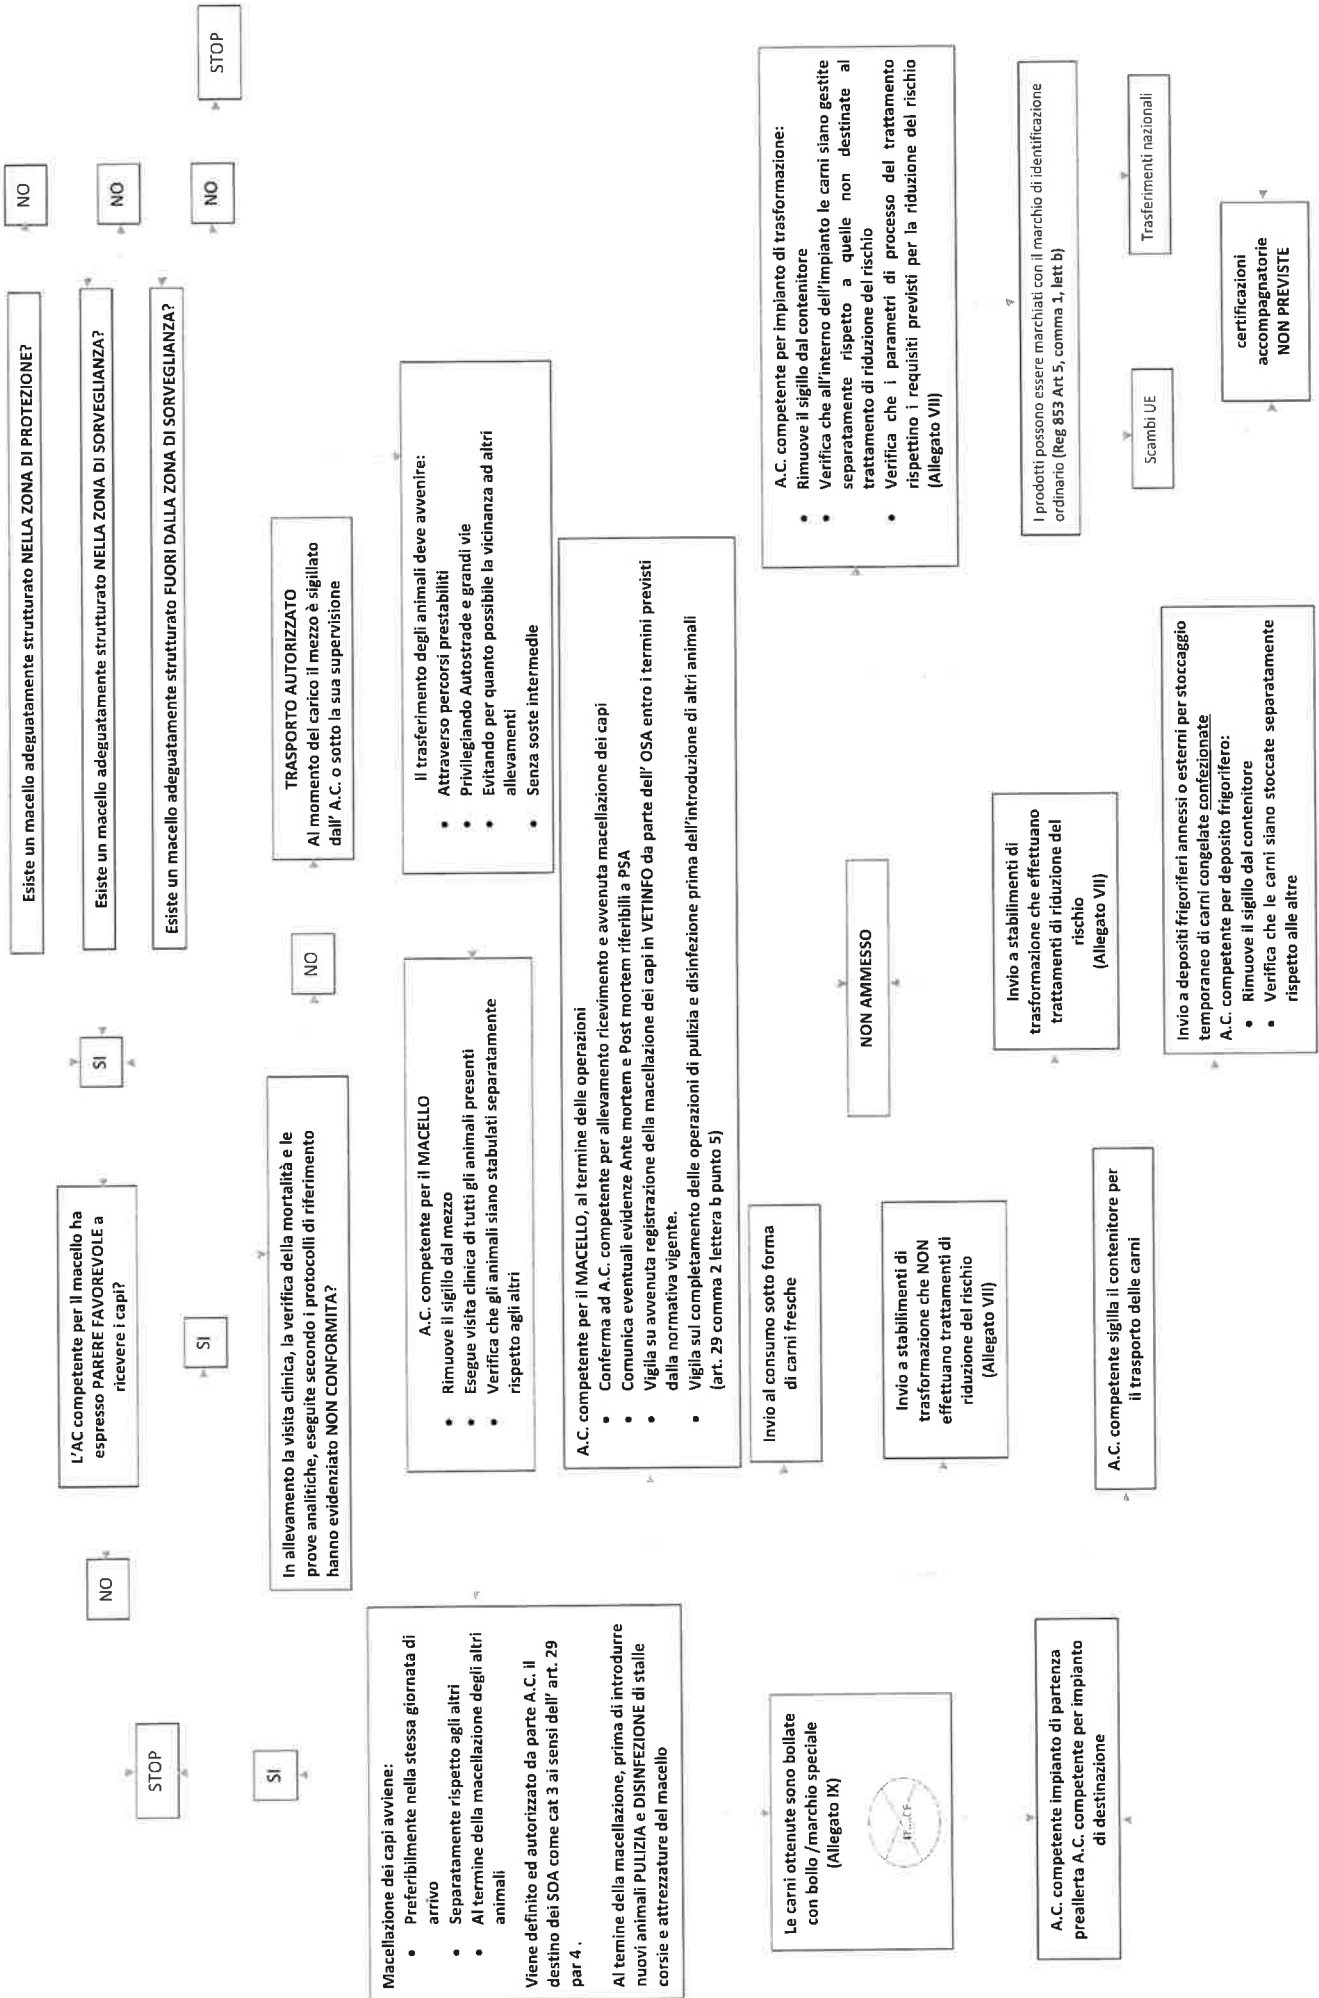 Esiste un macello adeguatamente strutturato NELLA ZONA DI PROTEZIONE?
NO
Esiste un macello adeguatamente strutturato NELLA ZONA DI SORVEGLIANZA?
NO
Esiste un macello adeguatamente strutturato FUORI DALLA ZONA DI SORVEGLIANZA?
NO
STOP
SI
L'AC competente per il macello ha
espresso PARERE FAVOREVOLE a
ricevere i capi?
NO
STOP
SI
In allevamento la visita clinica, la verifica della mortalità e le
prove analitiche, eseguite secondo i protocolli di riferimento
hanno evidenziato NON CONFORMITA?
SI
NO
TRASPORTO AUTORIZZATO
Al momento del carico il mezzo è sigillato
dall' A.C. o sotto la sua supervisione
Il trasferimento degli animali deve avvenire:
• Attraverso percorsi prestabiliti
• Privilegiando Autostrade e grandi vie
• Evitando per quanto possibile la vicinanza ad altri
allevamenti
• Senza soste intermedie
A.C. competente per il MACELLO
• Rimuove il sigillo dal mezzo
• Esegue visita clinica di tutti gli animali presenti
• Verifica che gli animali siano stabulati separatamente
rispetto agli altri
Macellazione dei capi avviene:
• Preferibilmente nella stessa giornata di
arrivo
• Separatamente rispetto agli altri
• Al termine della macellazione degli altri
animali
Viene definito ed autorizzato da parte A.C. il
destino dei SOA come cat 3 ai sensi dell' art. 29
par 4 .
Al temine della macellazione, prima di introdurre
nuovi animali PULIZIA e DISINFEZIONE di stalle
corsie e attrezzature del macello
A.C. competente per il MACELLO, al termine delle operazioni
• Conferma ad A.C. competente per allevamento ricevimento e avvenuta macellazione dei capi
• Comunica eventuali evidenze Ante mortem e Post mortem riferibili a PSA
• Vigila su avvenuta registrazione della macellazione dei capi in VETINFO da parte dell' OSA entro i termini previsti
dalla normativa vigente.
• Vigila sul completamento delle operazioni di pulizia e disinfezione prima dell'introduzione di altri animali
(art. 29 comma 2 lettera b punto 5)
Le carni ottenute sono bollate
con bollo /marchio speciale
(Allegato IX)
Invio al consumo sotto forma
di carni fresche
NON AMMESSO
Invio a stabilimenti di
trasformazione che NON
effettuano trattamenti di
riduzione del rischio
(Allegato VII)
Invio a stabilimenti di
trasformazione che effettuano
trattamenti di riduzione del
rischio
(Allegato VII)
A.C. competente per impianto di trasformazione:
• Rimuove il sigillo dal contenitore
• Verifica che all'interno dell'impianto le carni siano gestite
separatamente rispetto a quelle non destinate al
trattamento di riduzione del rischio
• Verifica che i parametri di processo del trattamento
rispettino i requisiti previsti per la riduzione del rischio
(Allegato VII)
A.C. competente impianto di partenza
preallerta A.C. competente per impianto
di destinazione
A.C. competente sigilla il contenitore per
il trasporto delle carni
Invio a depositi frigoriferi annessi o esterni per stoccaggio
temporaneo di carni congelate confezionate
A.C. competente per deposito frigorifero:
• Rimuove il sigillo dal contenitore
• Verifica che le carni siano stoccate separatamente
rispetto alle altre
I prodotti possono essere marchiati con il marchio di identificazione
ordinario (Reg 853 Art 5, comma 1, lett b)
Scambi UE
Trasferimenti nazionali
certificazioni
accompagnatorie
NON PREVISTE